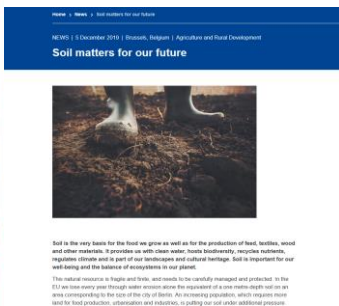 Home > News > Soil matters for our future
NEWS | 5 December 2019 | Brussels, Belgium | Agriculture and Rural Development
Soil matters for our future
Soil is the very basis for the food we grow as well as for the production of feed, textiles, wood
and other materials. It provides us with clean water, hosts biodiversity, recycles nutrients,
regulates climate and is part of our landscapes and cultural heritage. Soil is important for our
well-being and the balance of ecosystems in our planet.
This natural resource is fragile and finite, and needs to be carefully managed and protected. In the
EU we lose every year through water erosion alone the equivalent of a one metre-depth soil on an
area corresponding to the size of the city of Berlin. An increasing population, which requires more
land for food production, urbanisation and industries, is putting our soil under additional pressure